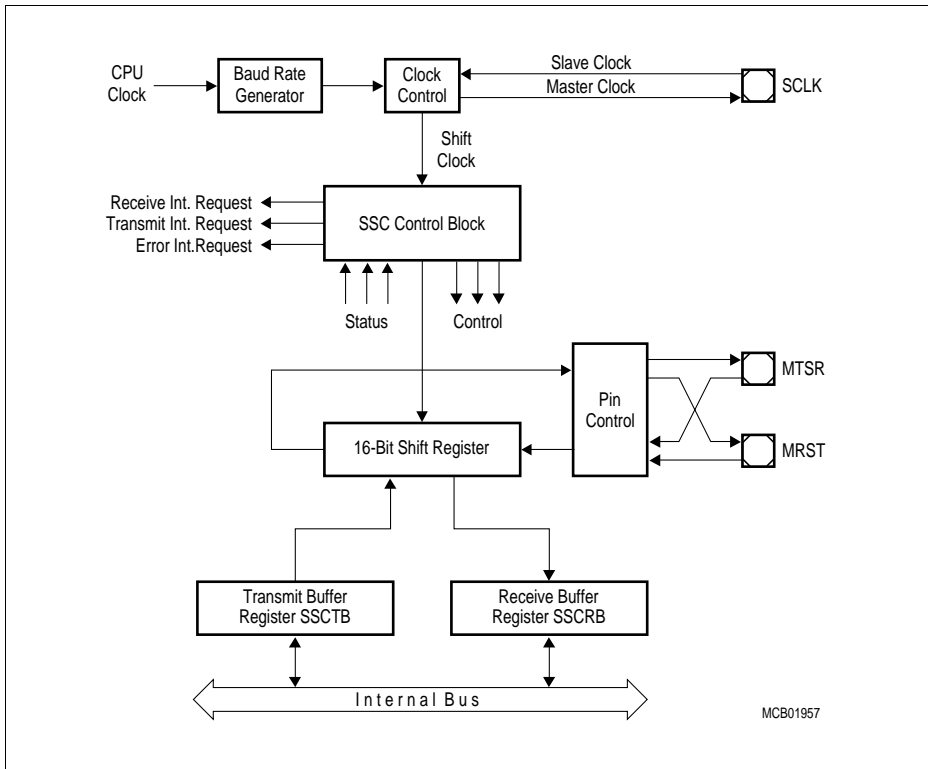 CPU
Clock
Baud Rate
Generator
Clock
Control
Slave Clock
Master Clock
SCLK
Shift
Clock
Receive Int. Request
Transmit Int. Request
Error Int.Request
SSC Control Block
Status
Control
Pin
Control
MTSR
MRST
16-Bit Shift Register
Transmit Buffer
Register SSCTB
Receive Buffer
Register SSCRB
Internal Bus
MCB01957